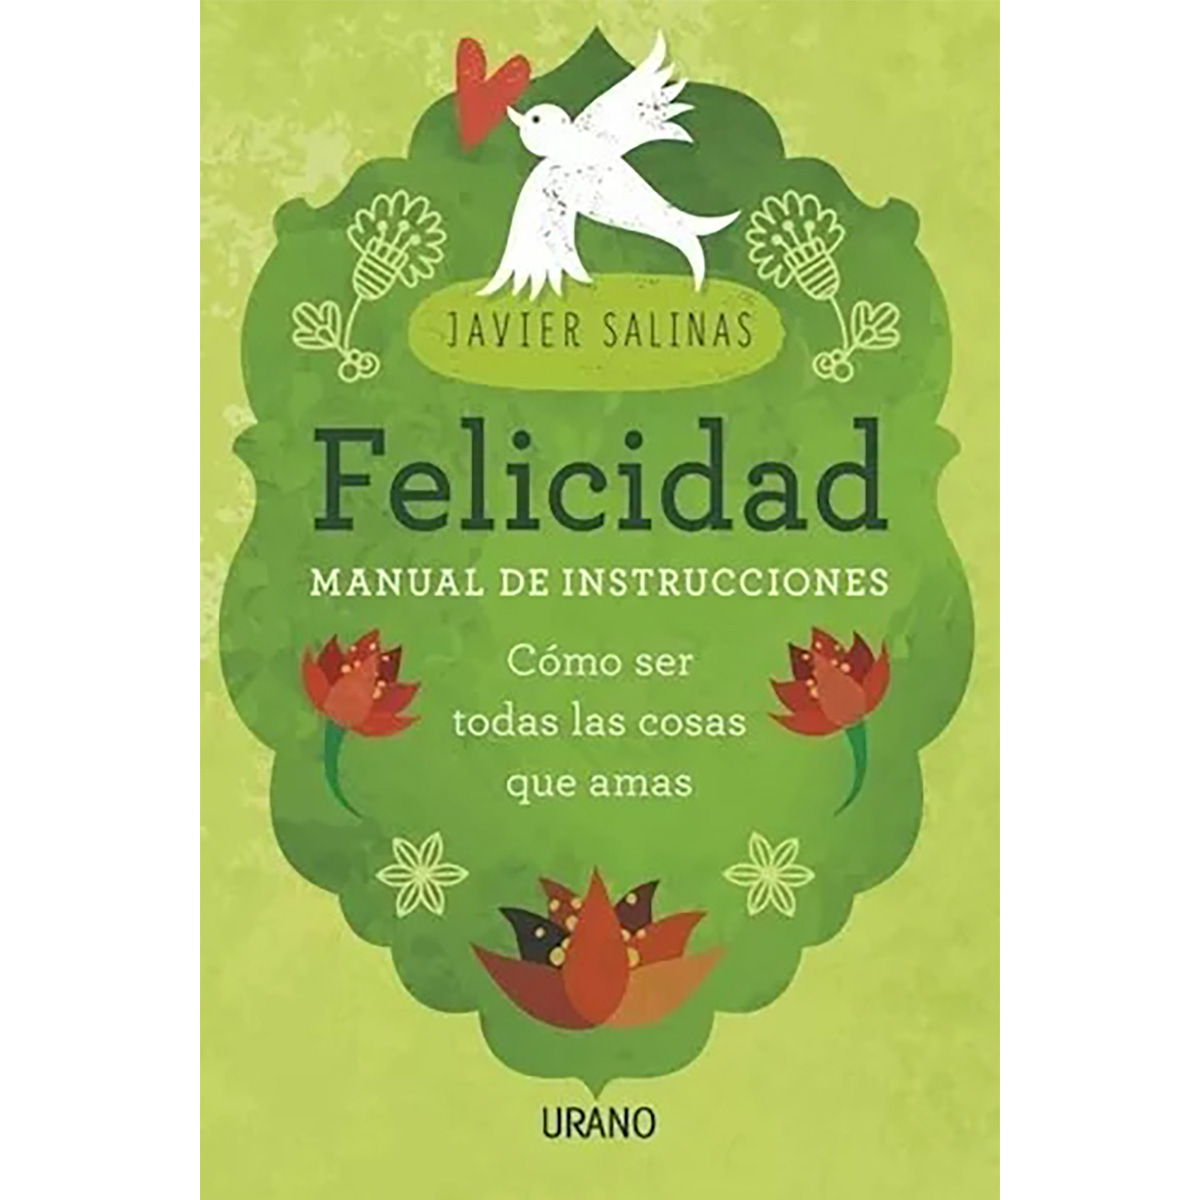 JAVIER SALINAS
Felicidad
MANUAL DE INSTRUCCIONES
Cómo ser
todas las cosas
que amas
URANO